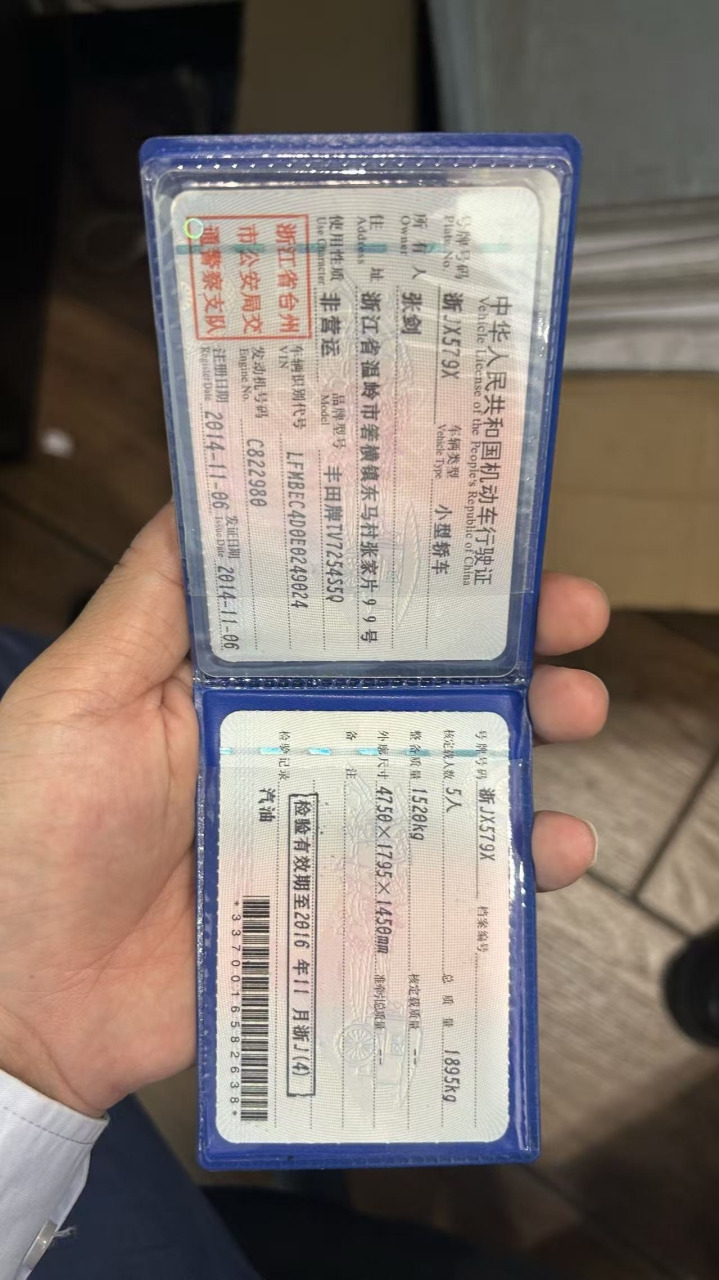 中华人民共和国机动车行驶证
Vehicle License of the People's Republic of China
号牌号码 浙JX579X 车辆类型 小型轿车
Plate No. Vehicle Type
所有人 张剑
Owner
住址 浙江省温岭市箬横镇东马村张家片9-9号
Address
使用性质 非营运 品牌型号 丰田牌TV7254S5Q
Use Character Model
浙江省台州
市公安局交
通警察支队
车辆识别代号 LFMBEC4D0E0249024
VIN
发动机号码 C822980
Engine No.
注册日期 2014-11-06 发证日期 2014-11-06
Register Date Issue Date
号牌号码 浙JX579X 档案编号
核定载人数 5人 总质量 1895kg
整备质量 1520kg 核定载质量 --
外廓尺寸 4750×1795×1450mm 准牵引总质量 --
备注
检验有效期至2016年11月浙J(4)
检验记录
汽油
*3370016582638*